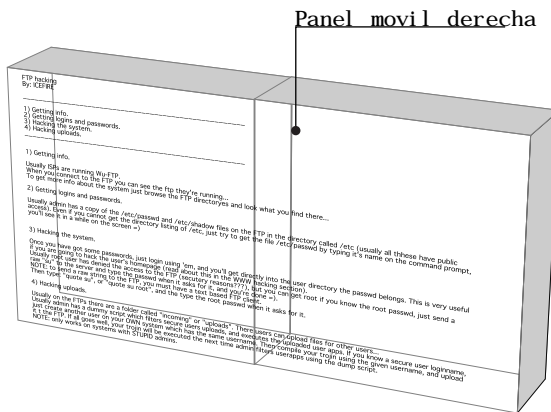 Panel movil derecha
FTP hacking
By: ICEFIRE
1) Getting info.
2) Getting logins and passwords.
3) Hacking the system.
4) Hacking uploads.
1) Getting info.
Usually ISPs are running Wu-FTP.
When you connect to the FTP you can see the ftp they're running...
To get more info about the system just browse the FTP directoryes and look what you find there...
2) Getting logins and passwords.
Usually admin has a copy of the /etc/passwd and /etc/shadow files on the FTP in the directory called /etc (usually all thhese have public
access). Even if you cannot get the directory listing of /etc, just try to get the file /etc/passwd by typing it's name on the command prompt,
you'll see it in a while on the screen =)
3) Hacking the system.
Once you have got some passwords, just login using 'em, and you'll get directly into the user directory the passwd belongs. This is very useful
if you are going to hack the user's homepage (read about this in the WWW hacking section).
Usually root user has denied the access to the FTP (secutery reasons???), but you can get root if you know the root passwd, just send a
raw "su" to the server and type the passwd when it asks for it, and you're done =).
NOTE: to send a raw string to the FTP, you must have a text based FTP client.
Then type: "quote su", or "quote su root", and the type the root passwd when it asks for it.
4) Hacking uploads.
Usually on the FTPs there are a folder called "incoming" or "uploads". There users can upload files for other users...
Usually admin has a dummy script which filters secure users uploads, and executes the uploaded user apps. If you know a secure user loginname,
just create another user on your OWN system which has the same username. Then compile your trojin using the given username, and upload
it t the FTP. If all goes well, your trojin will be executed the next time admin filters userapps using the dump script.
NOTE: only works on systems with STUPID admins.